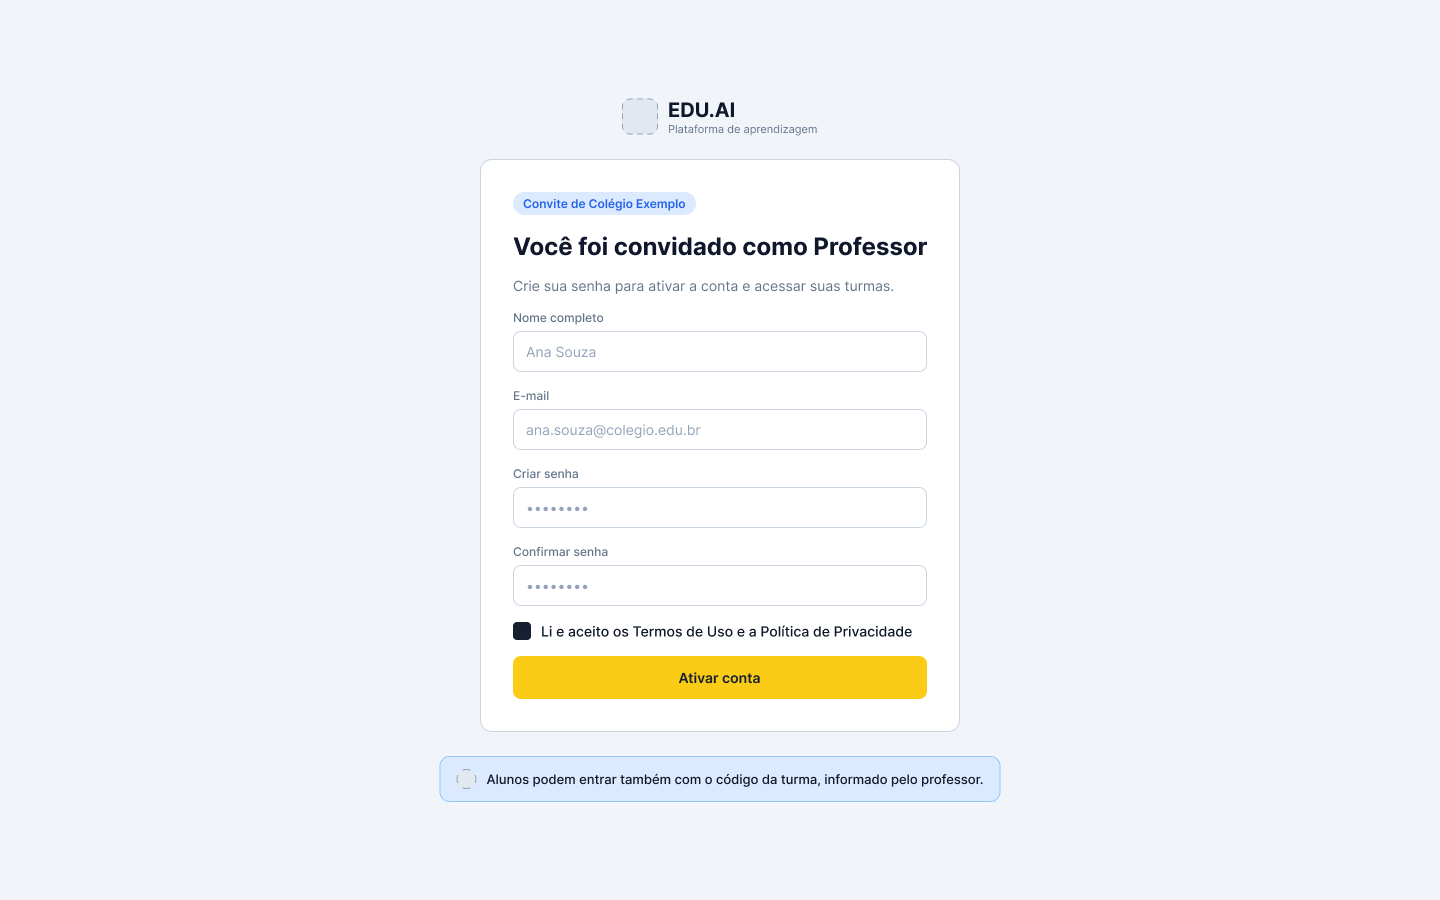 EDU.AI
Plataforma de aprendizagem
Convite de Colégio Exemplo
Você foi convidado como Professor
Crie sua senha para ativar a conta e acessar suas turmas.
Nome completo
Ana Souza
E-mail
ana.souza@colegio.edu.br
Criar senha
••••••••
Confirmar senha
••••••••
Li e aceito os Termos de Uso e a Política de Privacidade
Ativar conta
Alunos podem entrar também com o código da turma, informado pelo professor.